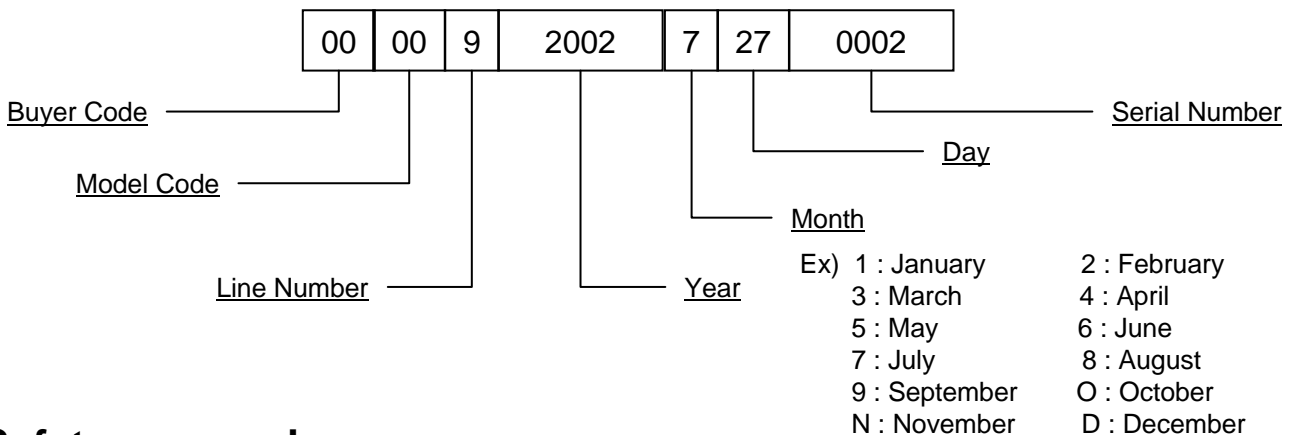 00 00 9 2002 7 27 0002
Buyer Code
Serial Number
Day
Model Code
Month
Line Number
Year
Ex) 1 : January 2 : February
3 : March 4 : April
5 : May 6 : June
7 : July 8 : August
9 : September O : October
N : November D : December